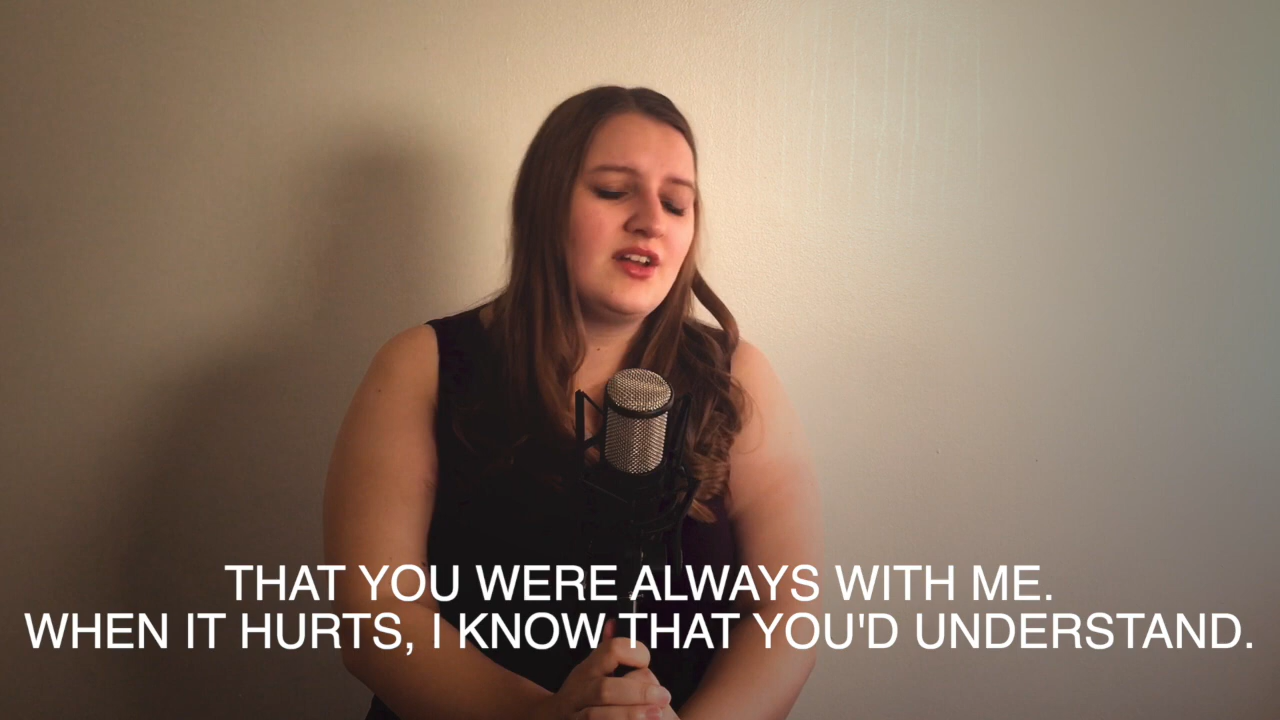 THAT YOU WERE ALWAYS WITH ME.
WHEN IT HURTS, I KNOW THAT YOU'D UNDERSTAND.